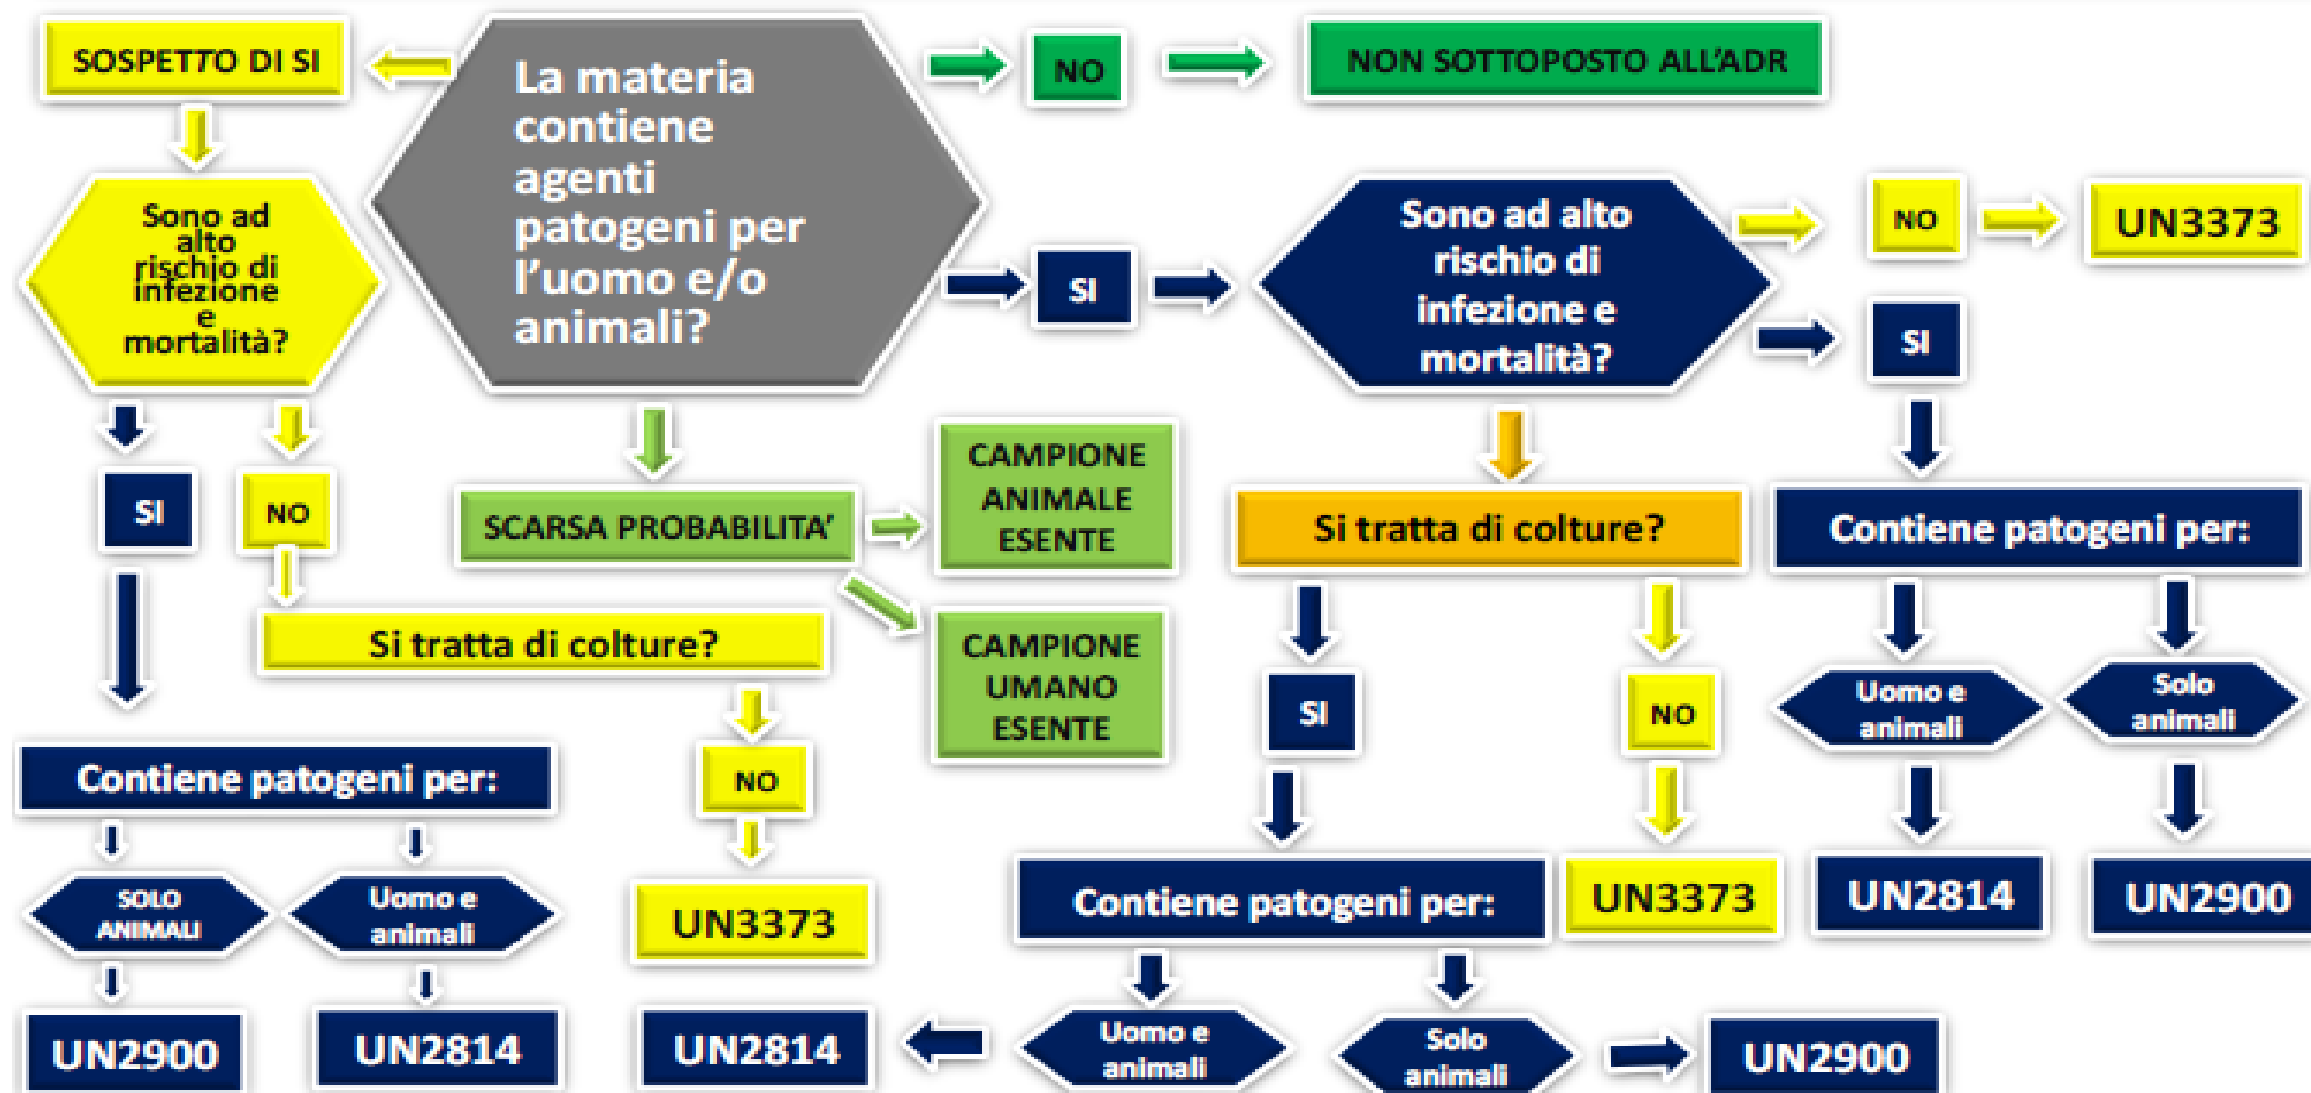 SOSPETTO DI SI
La materia
contiene
agenti
patogeni per
l'uomo e/o
animali?
NO
NON SOTTOPOSTO ALL'ADR
Sono ad
alto
rischio di
infezione
e
mortalità?
SI
Sono ad alto
rischio di
infezione e
mortalità?
NO
UN3373
SI
SI
NO
SCARSA PROBABILITA'
CAMPIONE
ANIMALE
ESENTE
CAMPIONE
UMANO
ESENTE
Si tratta di colture?
Contiene patogeni per:
Si tratta di colture?
NO
UN3373
SI
NO
UN3373
Uomo e
animali
Solo
animali
UN2814
UN2900
Contiene patogeni per:
SOLO
ANIMALI
Uomo e
animali
UN2900
UN2814
Contiene patogeni per:
Uomo e
animali
Solo
animali
UN2814
UN2900